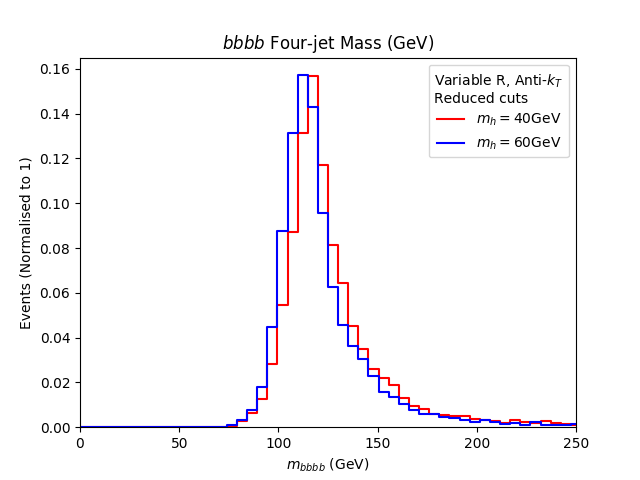 bbbb Four-jet Mass (GeV)
Variable R, Anti-k_T
Reduced cuts
m_h = 40GeV
m_h = 60GeV
Events (Normalised to 1)
0.16
0.14
0.12
0.10
0.08
0.06
0.04
0.02
0.00
0 50 100 150 200 250
m_bbbb (GeV)